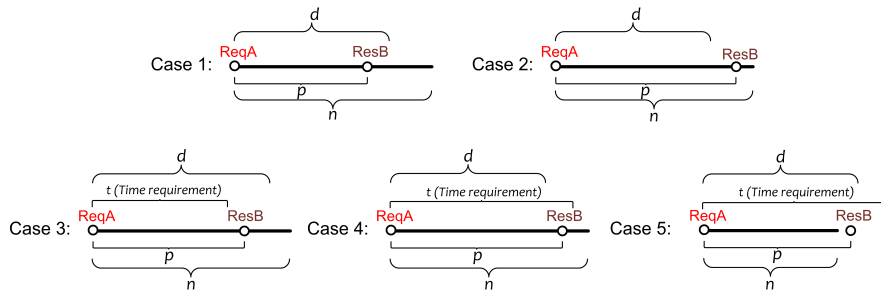 d
d
ReqA ResB
Case 1:
ReqA ResB
Case 2:
p
p
n
n
d
d
d
t (Time requirement)
t (Time requirement)
t (Time requirement)
ReqA ResB
ReqA ResB
ReqA ResB
Case 3:
Case 4:
Case 5:
p
p
p
n
n
n